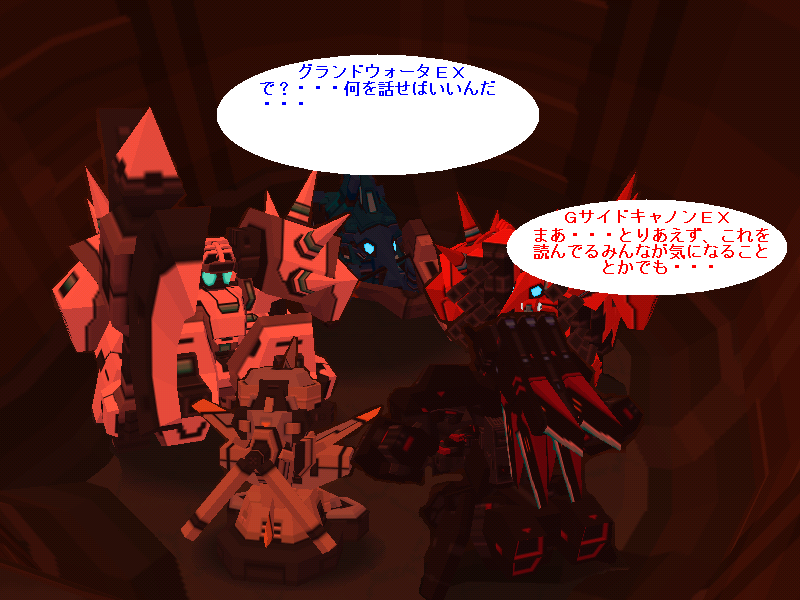 グランドウォータＥＸ
で？・・・何を話せばいいんだ
・・・
Ｇサイドキャノン ＥＸ
まあ・・・とりあえず、これを
読んでるみんなが気になること
とかでも・・・